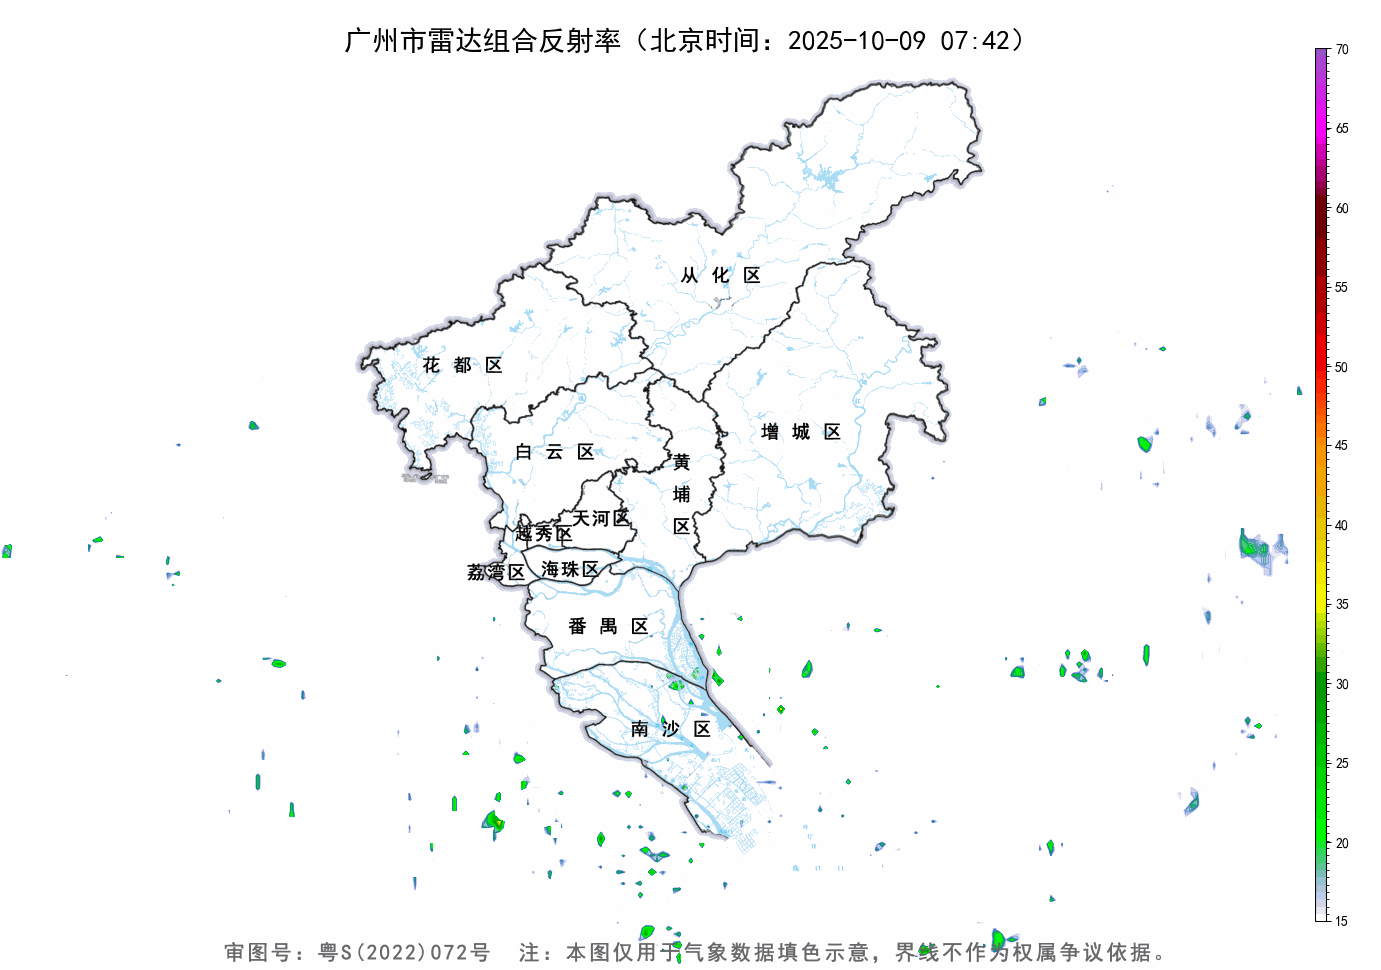 广州市雷达组合反射率（北京时间：2025-10-09 07:42）
70
65
60
55
50
45
40
35
30
25
20
15
从化区
花都区
增城区
白云区
黄埔区
天河区
越秀区
海珠区
荔湾区
番禺区
南沙区
审图号：粤S(2022)072号 注：本图仅用于气象数据填色示意，界线不作为权属争议依据。